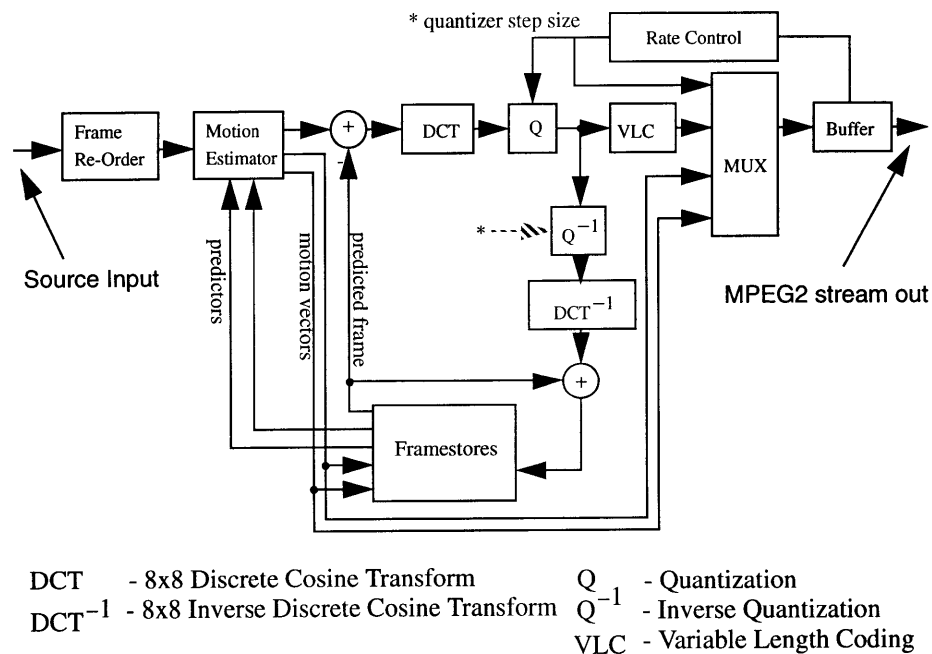 * quantizer step size
Rate Control
Frame
Re-Order
Motion
Estimator
+
-
DCT
Q
VLC
MUX
Buffer
* Q⁻¹
DCT⁻¹
+
predictors
motion vectors
predicted frame
Source Input
MPEG2 stream out
Framestores
DCT - 8x8 Discrete Cosine Transform
DCT⁻¹ - 8x8 Inverse Discrete Cosine Transform
Q - Quantization
Q⁻¹ - Inverse Quantization
VLC - Variable Length Coding